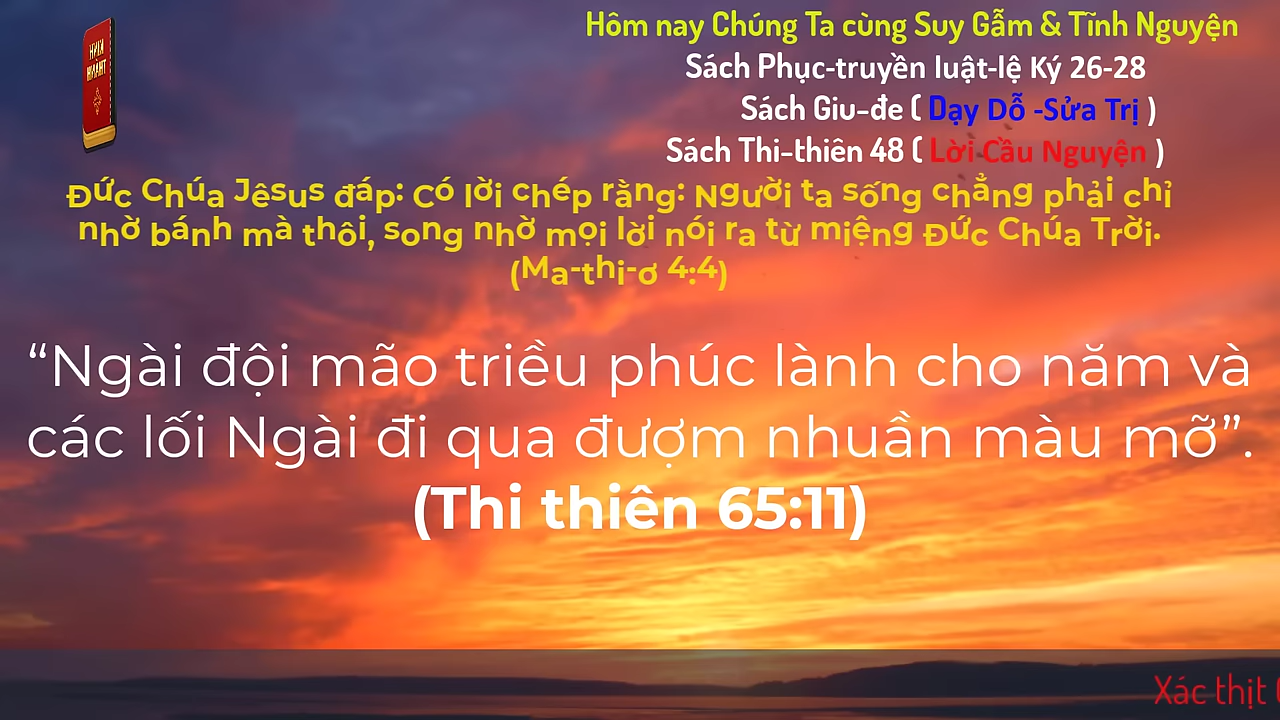 KINH
THÁNH
Hôm nay Chúng Ta cùng Suy Gẫm & Tĩnh Nguyện
Sách Phục-truyền luật-lệ Ký 26-28
Sách Giu-đe ( Dạy Dỗ -Sửa Trị )
Sách Thi-thiên 48 ( Lời Cầu Nguyện )
Đức Chúa Jêsus đáp: Có lời chép rằng: Người ta sống chẳng phải chỉ
nhờ bánh mà thôi, song nhờ mọi lời nói ra từ miệng Đức Chúa Trời.
(Ma-thi-ơ 4:4)
“Ngài đội mão triều phúc lành cho năm và
các lối Ngài đi qua đượm nhuần màu mỡ”.
(Thi thiên 65:11)
Xác thịt